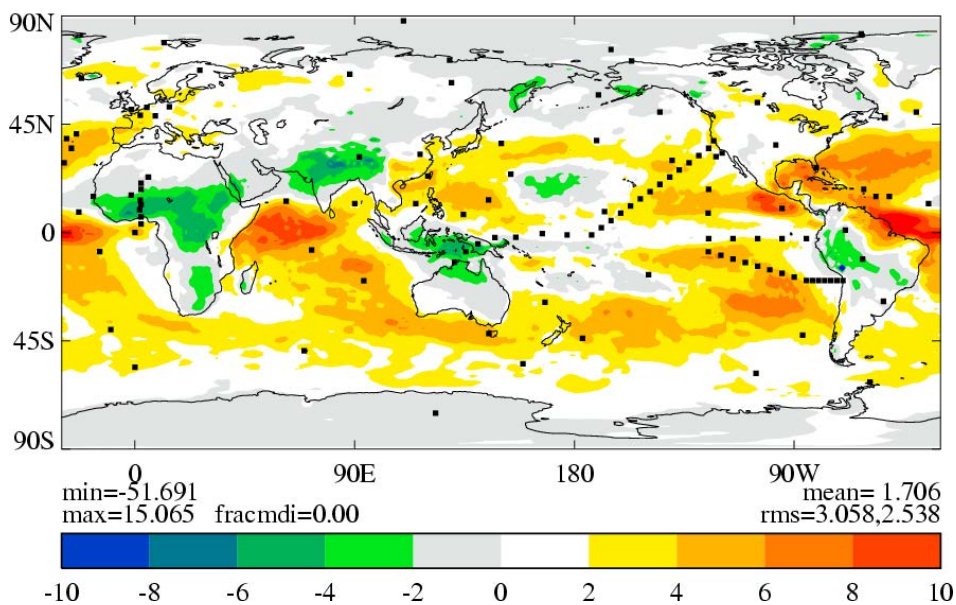 90N
45N
0
45S
90S
0 90E 180 90W
min=-51.691 mean= 1.706
max=15.065 fracmdi=0.00 rms=3.058,2.538
-10 -8 -6 -4 -2 0 2 4 6 8 10